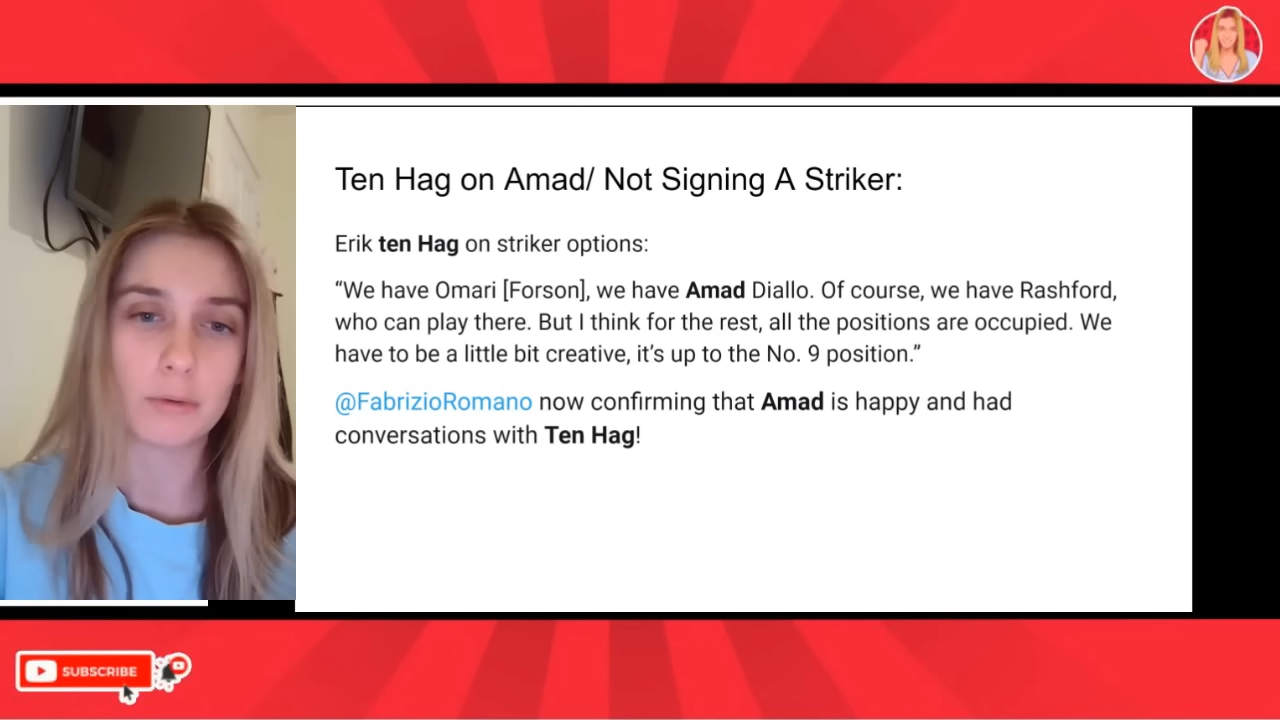 Ten Hag on Amad/ Not Signing A Striker:
Erik ten Hag on striker options:
“We have Omari [Forson], we have Amad Diallo. Of course, we have Rashford,
who can play there. But I think for the rest, all the positions are occupied. We
have to be a little bit creative, it’s up to the No. 9 position.”
@FabrizioRomano now confirming that Amad is happy and had
conversations with Ten Hag!
SUBSCRIBE